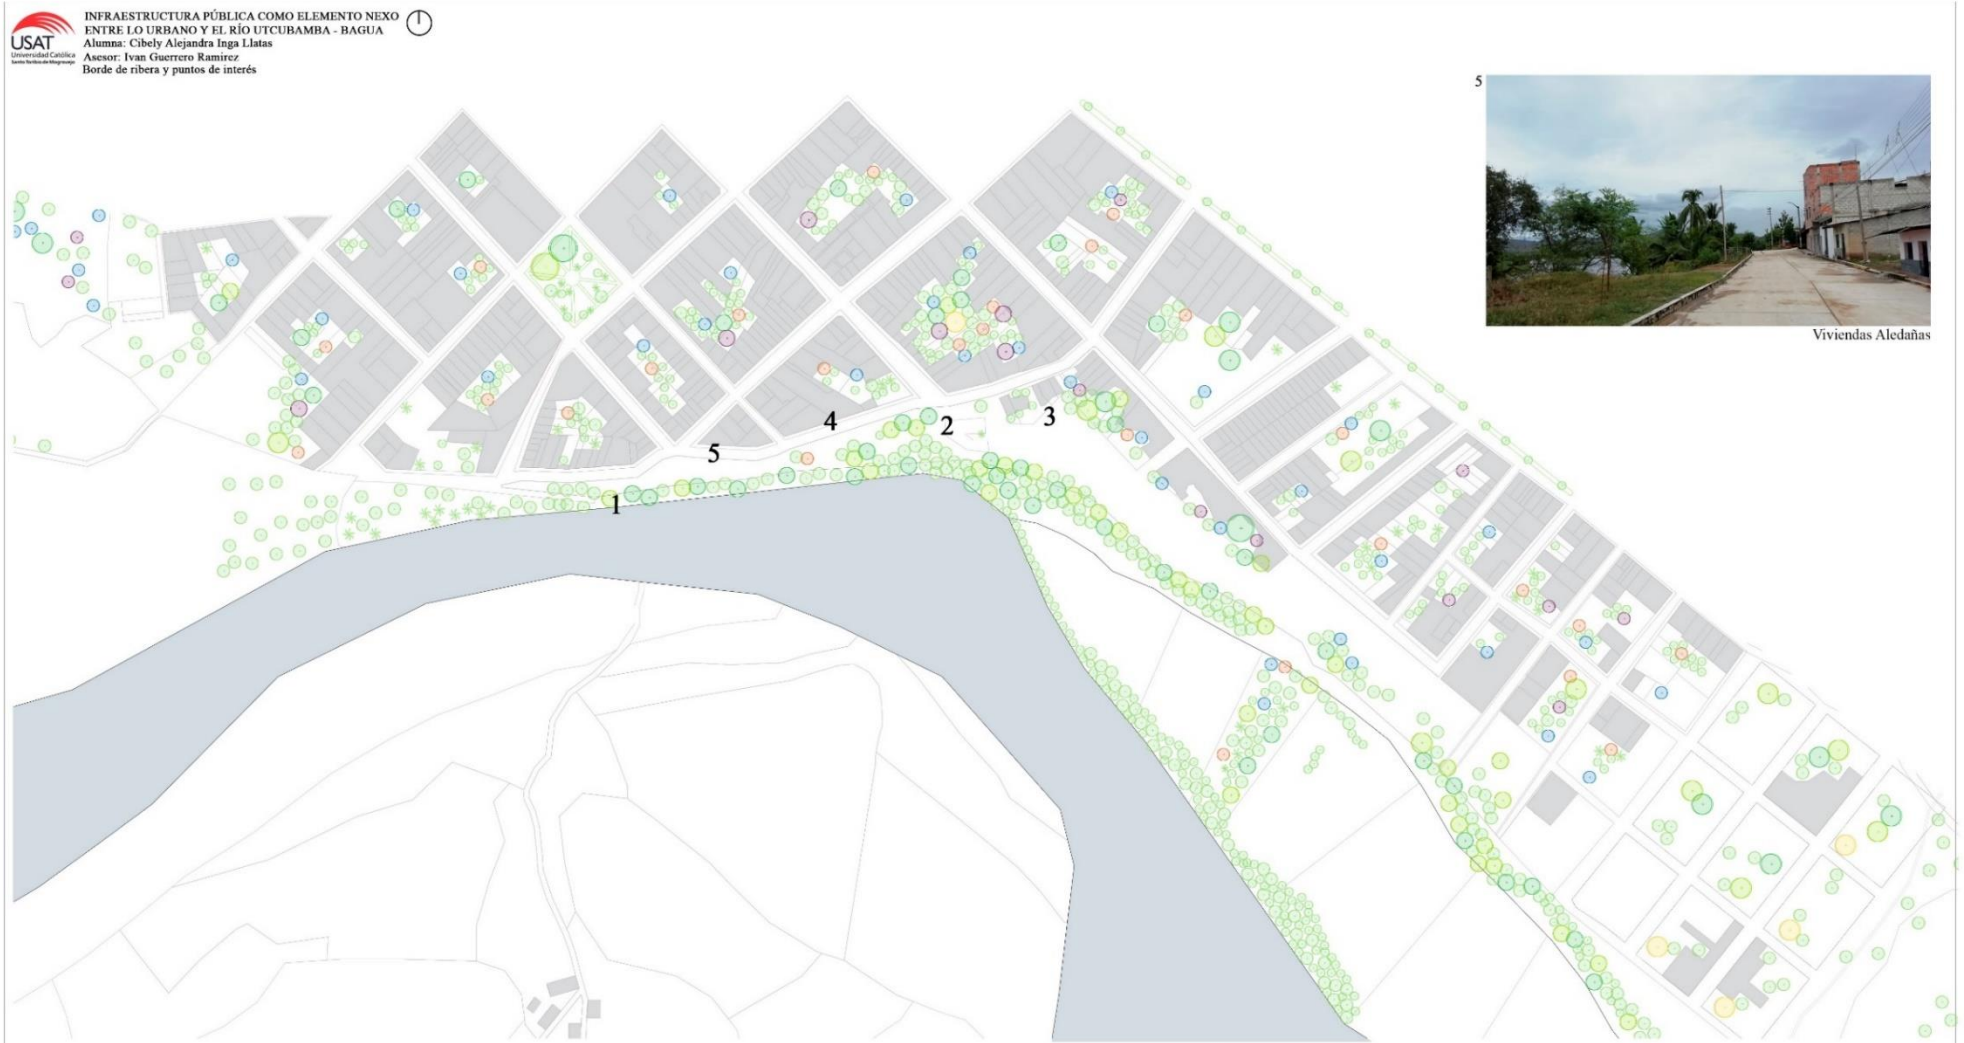 USAT
Universidad Católica
Santo Toribio de Mogrovejo
INFRAESTRUCTURA PÚBLICA COMO ELEMENTO NEXO
ENTRE LO URBANO Y EL RÍO UTCUBAMBA - BAGUA
Alumna: Cibely Alejandra Inga Llatas
Asesor: Ivan Guerrero Ramirez
Borde de ribera y puntos de interés
5
Viviendas Aledañas
3
4
2
5
1